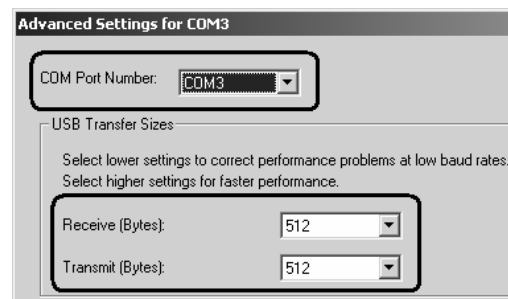 Advanced Settings for COM3
COM Port Number: COM3
USB Transfer Sizes
Select lower settings to correct performance problems at low baud rates.
Select higher settings for faster performance.
Receive (Bytes): 512
Transmit (Bytes): 512